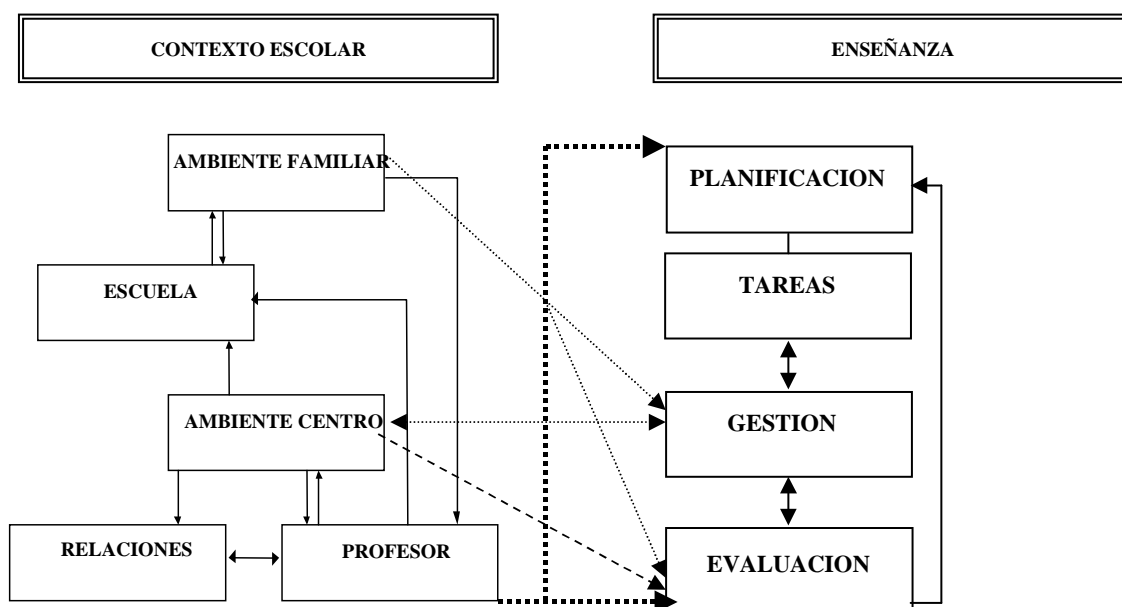 CONTEXTO ESCOLAR
ENSEÑANZA
AMBIENTE FAMILIAR
PLANIFICACION
ESCUELA
TAREAS
AMBIENTE CENTRO
GESTION
RELACIONES
PROFESOR
EVALUACION